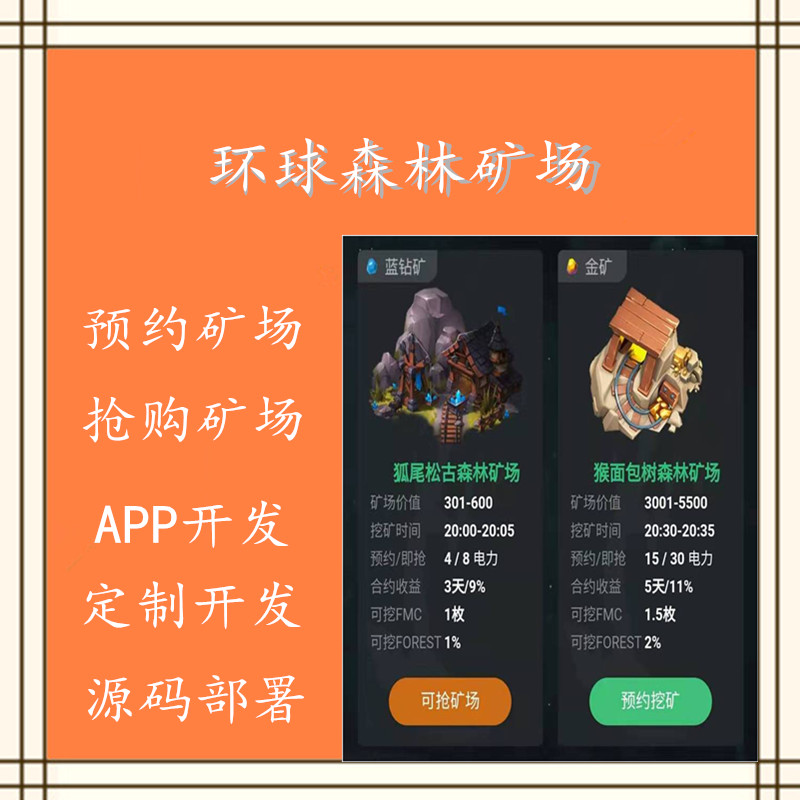 环球森林矿场
预约矿场
抢购矿场
APP开发
定制开发
源码部署
蓝钻矿
狐尾松古森林矿场
矿场价值 301-600
挖矿时间 20:00-20:05
预约/即抢 4 / 8 电力
合约收益 3天/9%
可挖FMC 1枚
可挖FOREST 1%
可抢矿场
金矿
猴面包树森林矿场
矿场价值 3001-5500
挖矿时间 20:30-20:35
预约/即抢 15 / 30 电力
合约收益 5天/11%
可挖FMC 1.5枚
可挖FOREST 2%
预约挖矿